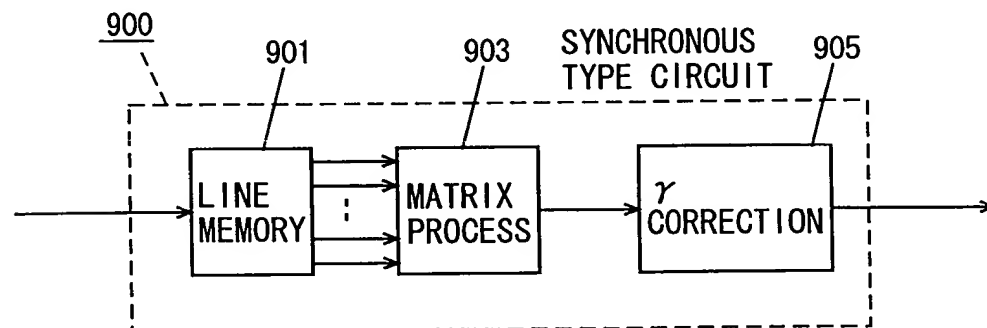 900
901
903
SYNCHRONOUS
TYPE CIRCUIT
905
LINE
MEMORY
MATRIX
PROCESS
γ
CORRECTION